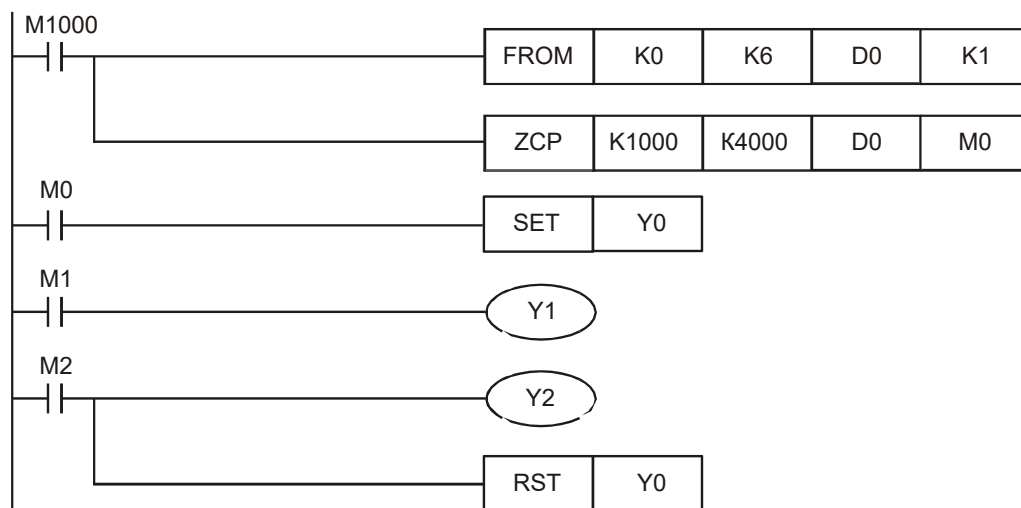 M1000
FROM K0 K6 D0 K1
ZCP K1000 K4000 D0 M0
M0
SET Y0
M1
Y1
M2
Y2
RST Y0